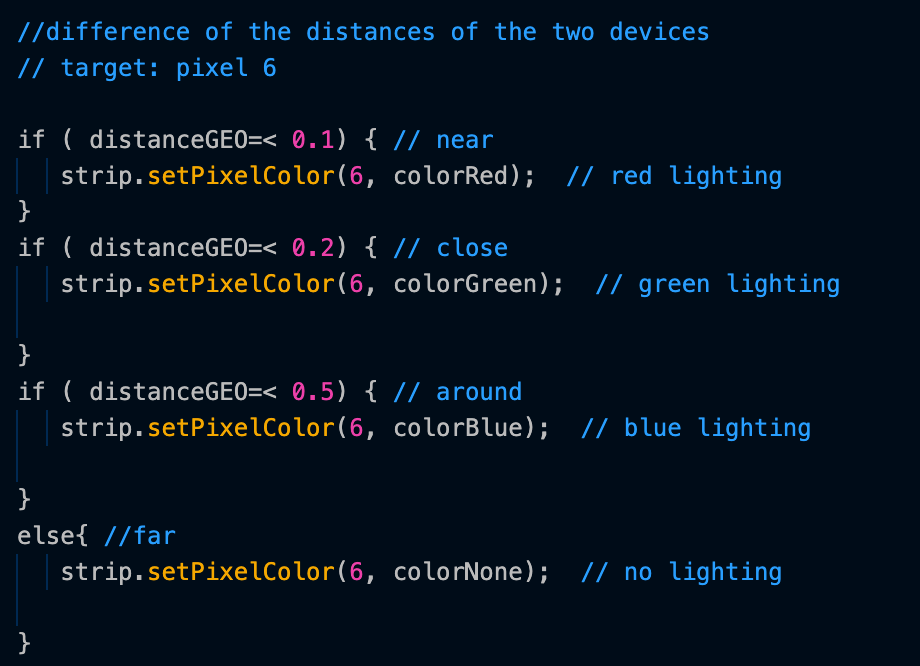 //difference of the distances of the two devices
// target: pixel 6
if ( distanceGEO=< 0.1) { // near
strip.setPixelColor(6, colorRed);  // red lighting
}
if ( distanceGEO=< 0.2) { // close
strip.setPixelColor(6, colorGreen);  // green lighting
}
if ( distanceGEO=< 0.5) { // around
strip.setPixelColor(6, colorBlue);  // blue lighting
}
else{ //far
strip.setPixelColor(6, colorNone);  // no lighting
}